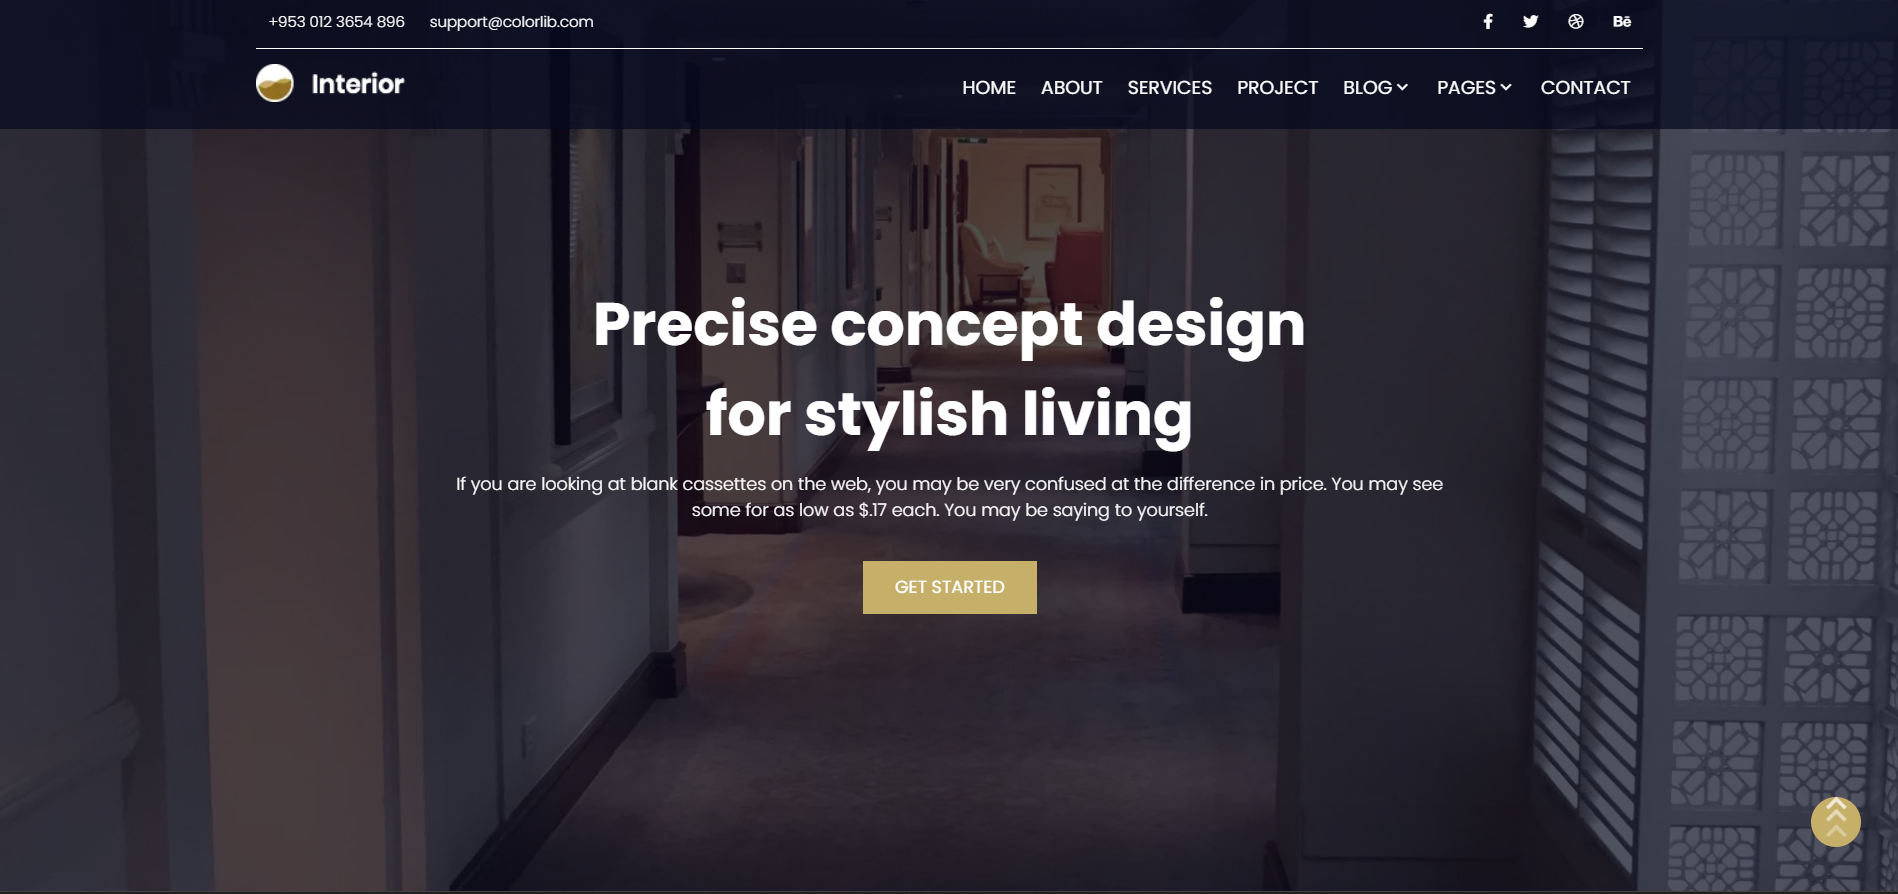 +953 012 3654 896 support@colorlib.com
Bē
Interior
HOME ABOUT SERVICES PROJECT BLOG PAGES CONTACT
Precise concept design
for stylish living
If you are looking at blank cassettes on the web, you may be very confused at the difference in price. You may see
some for as low as $.17 each. You may be saying to yourself.
GET STARTED